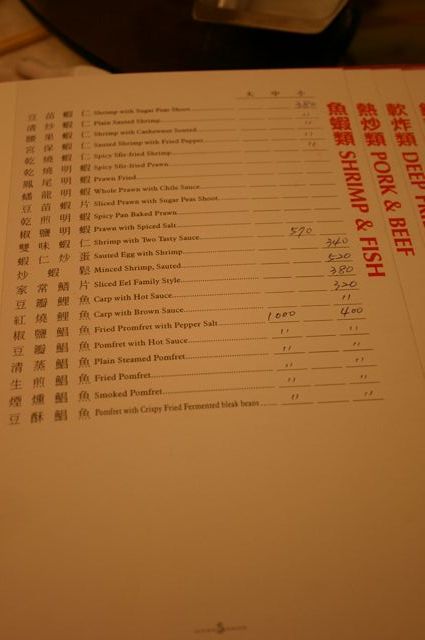 大 中 小
豆苗蝦仁 Shrimp with Sugar Peas Shoot 380
清炒蝦仁 Plain Sauted Shrimp 〃
腰果蝦仁 Shrimp with Cashewnut Sauted 〃
宮保蝦仁 Sauted Shrimp with Fried Pepper 〃
乾燒蝦仁 Spicy Stir-fried Shrimp
乾燒明蝦 Spicy Stir-fried Prawn
鳳尾明蝦 Prawn Fried
蟠龍明蝦 Whole Prawn with Chile Sauce
豆苗蝦片 Sliced Prawn with Sugar Peas Shoot
乾煎明蝦 Spicy Pan Baked Prawn
椒鹽明蝦 Prawn with Spiced Salt
雙味蝦仁 Shrimp with Two Tasty Sauce 570
蝦仁炒蛋 Sauted Egg with Shrimp 340
炒蝦鬆 Minced Shrimp, Sauted 520
家常鱔片 Sliced Eel Family Style 380
豆瓣鯉魚 Carp with Hot Sauce 320
紅燒鯉魚 Carp with Brown Sauce 〃
椒鹽鯧魚 Fried Promfret with Pepper Salt 1000 400
豆瓣鯧魚 Pomfret with Hot Sauce 〃 〃
清蒸鯧魚 Plain Steamed Pomfret 〃 〃
生煎鯧魚 Fried Pomfret 〃 〃
煙燻鯧魚 Smoked Pomfret 〃 〃
豆酥鯧魚 Pomfret with Crispy Fried Fermented bleak beans 〃 〃
魚蝦類 SHRIMP & FISH
熱炒類 PORK & BEEF
軟炸類 DEEP FR